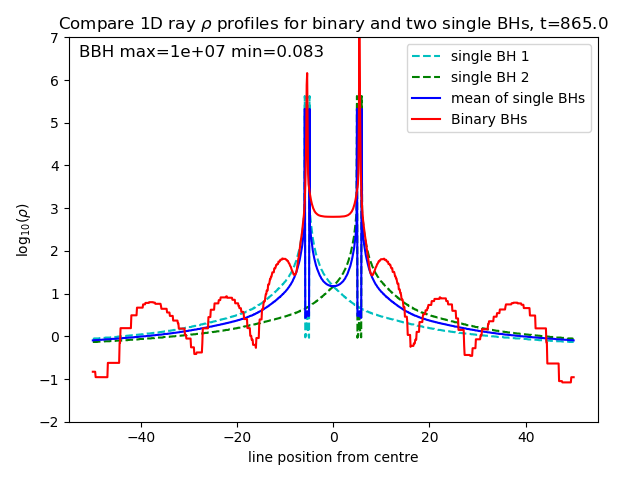 Compare 1D ray ρ profiles for binary and two single BHs, t=865.0
BBH max=1e+07 min=0.083
single BH 1
single BH 2
mean of single BHs
Binary BHs
7
6
5
4
3
2
1
0
−1
−2
log₁₀(ρ)
−40 −20 0 20 40
line position from centre